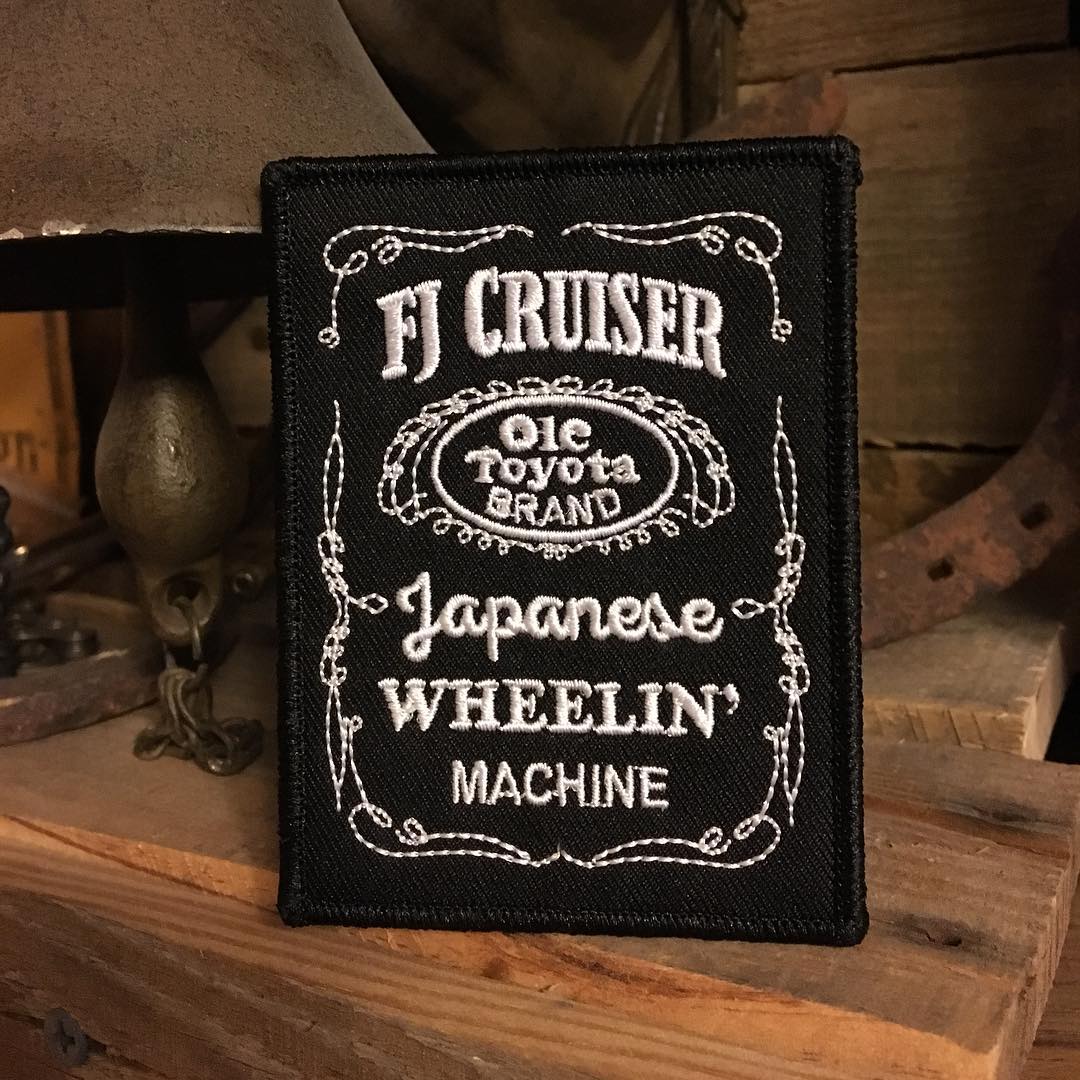 FJ CRUISER
Ole
Toyota
BRAND
Japanese
WHEELIN'
MACHINE